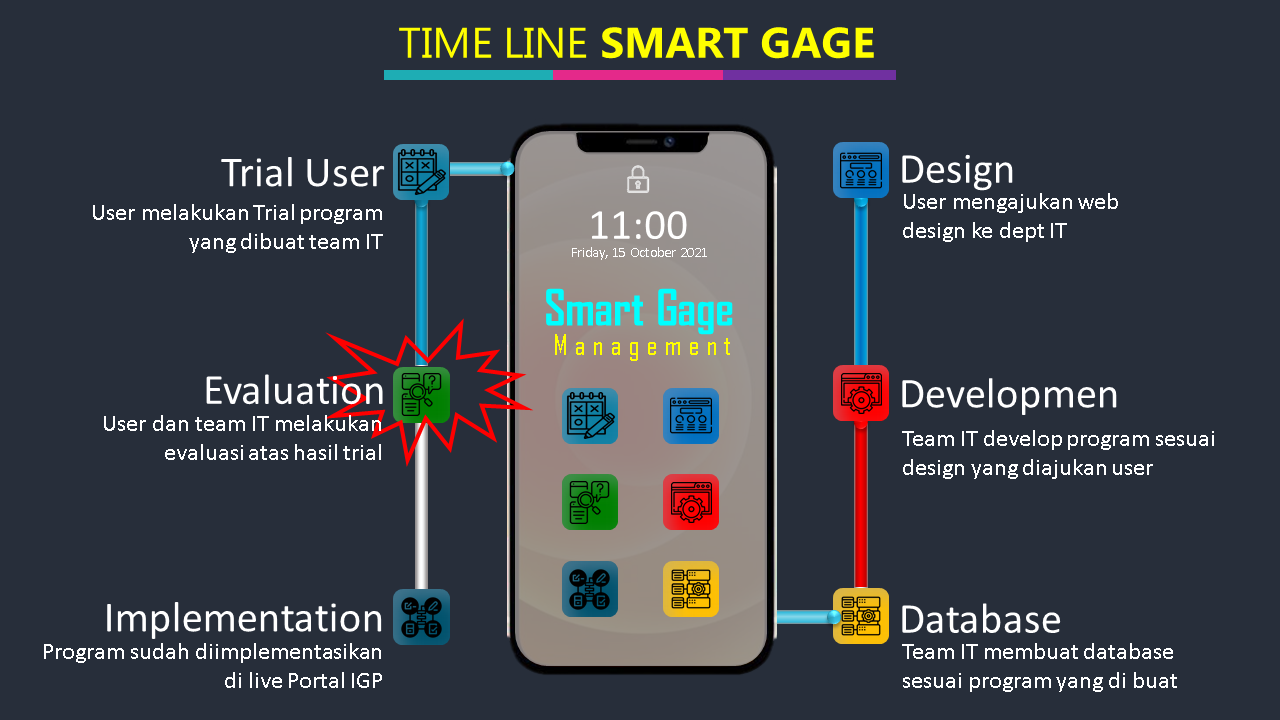 TIME LINE SMART GAGE
Trial User
User melakukan Trial program
yang dibuat team IT
Evaluation
User dan team IT melakukan
evaluasi atas hasil trial
Implementation
Program sudah diimplementasikan
di live Portal IGP
11:00
Friday, 15 October 2021
Smart Gage
Management
Design
User mengajukan web
design ke dept IT
Developmen
Team IT develop program sesuai
design yang diajukan user
Database
Team IT membuat database
sesuai program yang di buat